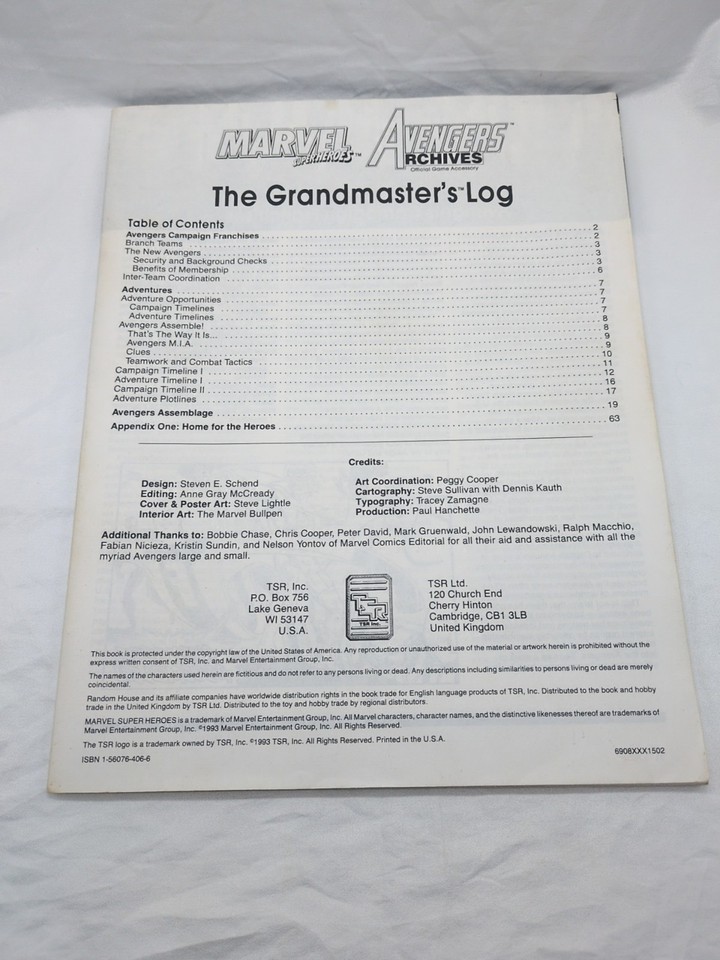 MARVEL SUPER HEROES™ AVENGERS™ ARCHIVES
Official Game Accessory
The Grandmaster's™ Log
Table of Contents
Avengers Campaign Franchises . . . 2
Branch Teams . . . 2
The New Avengers . . . 3
Security and Background Checks . . . 3
Benefits of Membership . . . 3
Inter-Team Coordination . . . 6
Adventures . . . 7
Adventure Opportunities . . . 7
Campaign Timelines . . . 7
Adventure Timelines . . . 7
Avengers Assemble! . . . 8
That's The Way It Is... . . . 8
Avengers M.I.A. . . . 9
Clues . . . 9
Teamwork and Combat Tactics . . . 10
Campaign Timeline I . . . 11
Adventure Timeline I . . . 12
Campaign Timeline II . . . 16
Adventure Plotlines . . . 17
Avengers Assemblage . . . 19
Appendix One: Home for the Heroes . . . 63
Credits:
Design: Steven E. Schend
Editing: Anne Gray McCready
Cover & Poster Art: Steve Lightle
Interior Art: The Marvel Bullpen
Art Coordination: Peggy Cooper
Cartography: Steve Sullivan with Dennis Kauth
Typography: Tracey Zamagne
Production: Paul Hanchette
Additional Thanks to: Bobbie Chase, Chris Cooper, Peter David, Mark Gruenwald, John Lewandowski, Ralph Macchio,
Fabian Nicieza, Kristin Sundin, and Nelson Yontov of Marvel Comics Editorial for all their aid and assistance with all the
myriad Avengers large and small.
TSR, Inc.
P.O. Box 756
Lake Geneva
WI 53147
U.S.A.
TSR
TSR Inc.
TSR Ltd.
120 Church End
Cherry Hinton
Cambridge, CB1 3LB
United Kingdom
This book is protected under the copyright law of the United States of America. Any reproduction or unauthorized use of the material or artwork herein is prohibited without the
express written consent of TSR, Inc. and Marvel Entertainment Group, Inc.
The names of the characters used herein are fictitious and do not refer to any persons living or dead. Any descriptions including similarities to persons living or dead are merely
coincidental.
Random House and its affiliate companies have worldwide distribution rights in the book trade for English language products of TSR, Inc. Distributed to the book and hobby
trade in the United Kingdom by TSR Ltd. Distributed to the toy and hobby trade by regional distributors.
MARVEL SUPER HEROES is a trademark of Marvel Entertainment Group, Inc. All Marvel characters, character names, and the distinctive likenesses thereof are trademarks of
Marvel Entertainment Group, Inc. ©1993 Marvel Entertainment Group, Inc. All Rights Reserved.
The TSR logo is a trademark owned by TSR, Inc. ©1993 TSR, Inc. All Rights Reserved. Printed in the U.S.A.
ISBN 1-56076-406-6
6908XXX1502